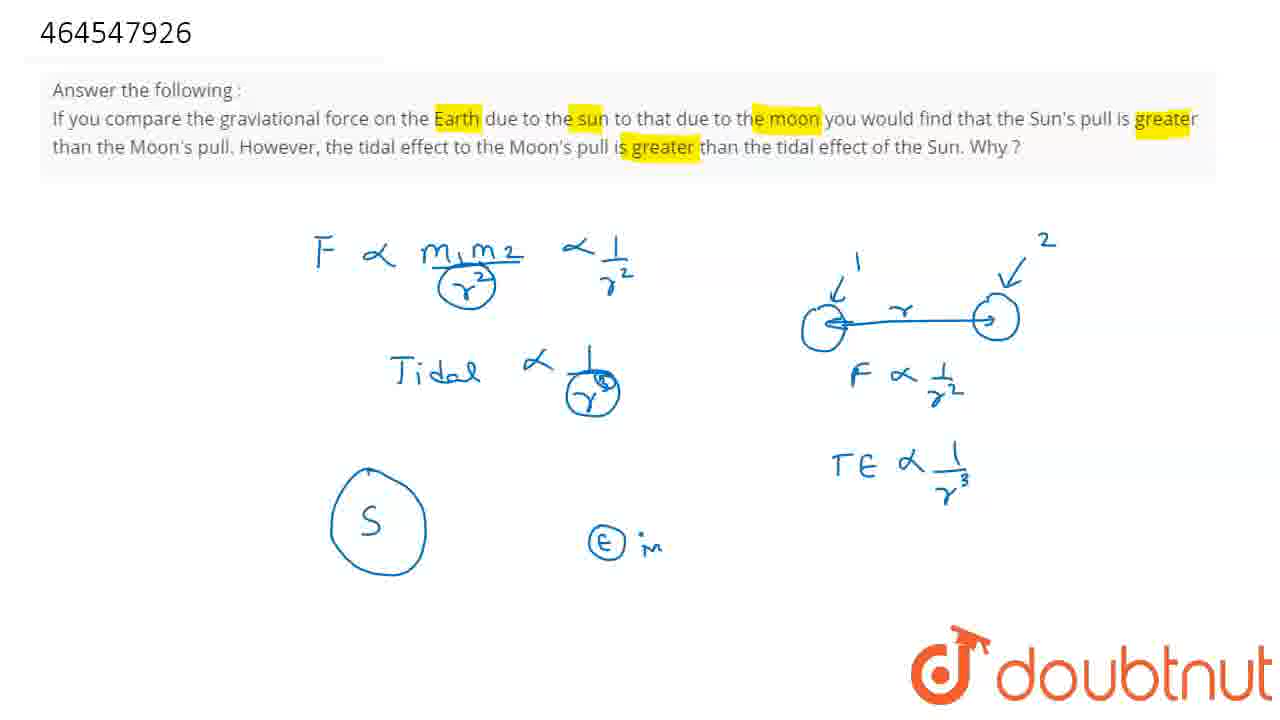 464547926
Answer the following :
If you compare the graviational force on the Earth due to the sun to that due to the moon you would find that the Sun's pull is greater
than the Moon's pull. However, the tidal effect to the Moon's pull is greater than the tidal effect of the Sun. Why ?
F ∝ m₁m₂/r² ∝ 1/r²
1
2
r
Tidal ∝ 1/r³
F ∝ 1/r²
TE ∝ 1/r³
S
E m
doubtnut